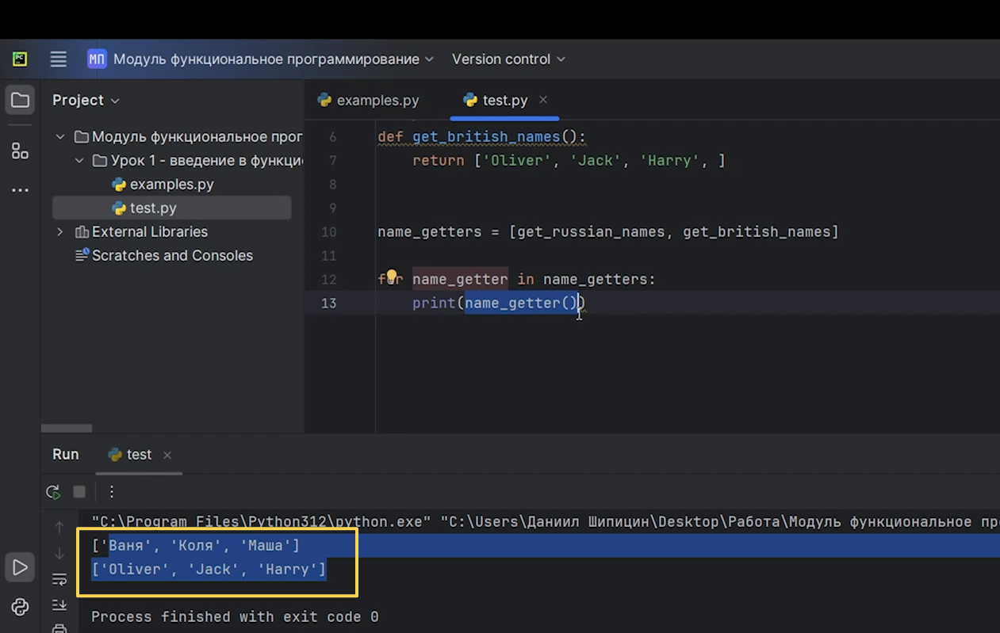 PC МП Модуль функциональное программирование Version control
Project
examples.py test.py
Модуль функциональное прог
Урок 1 - введение в функци
examples.py
test.py
External Libraries
Scratches and Consoles
6 def get_british_names():
7 return ['Oliver', 'Jack', 'Harry', ]
8
9
10 name_getters = [get_russian_names, get_british_names]
11
12 for name_getter in name_getters:
13 print(name_getter())
Run test
"C:\Program Files\Python312\python.exe" "C:\Users\Даниил Шипицин\Desktop\Работа\Модуль функциональное пр
['Ваня', 'Коля', 'Маша']
['Oliver', 'Jack', 'Harry']
Process finished with exit code 0